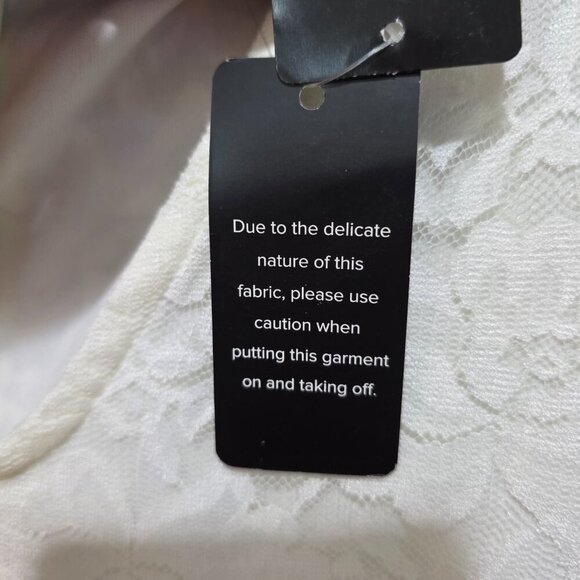 Due to the delicate
nature of this
fabric, please use
caution when
putting this garment
on and taking off.